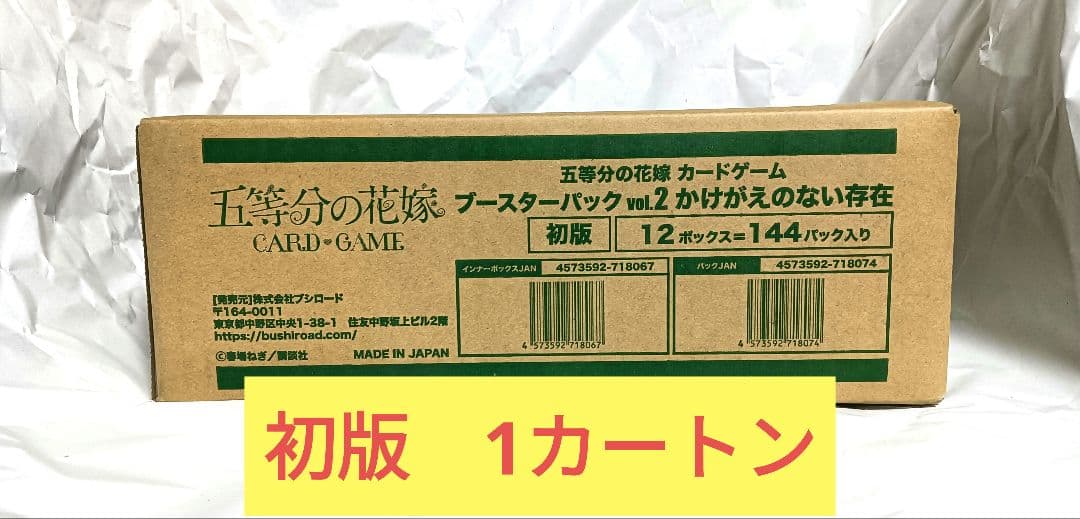 五等分の花嫁
CARD GAME
五等分の花嫁 カードゲーム
ブースターパック vol.2 かけがえのない存在
初版
12ボックス=144パック入り
インナーボックスJAN 4573592-718067
4 573592 718067
パックJAN 4573592-718074
4 573592 718074
[発売元]株式会社ブシロード
〒164-0011
東京都中野区中央1-38-1 住友中野坂上ビル2階
https://bushiroad.com/
©春場ねぎ/講談社 MADE IN JAPAN
初版 1カートン